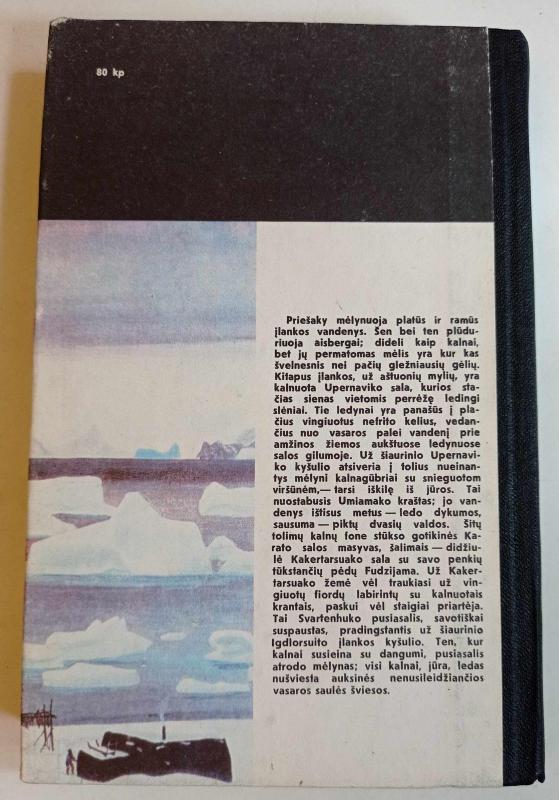 80 kp
Priešaky mėlynuoja platūs ir ramūs
įlankos vandenys. Šen bei ten plūdu-
riuoja aisbergai; dideli kaip kalnai,
bet jų permatomas mėlis yra kur kas
švelnesnis nei pačių gležniausių gėlių.
Kitapus įlankos, už aštuonių mylių, yra
kalnuota Upernaviko sala, kurios sta-
čias sienas vietomis perrėžę ledingi
slėniai. Tie ledynai yra panašūs į pla-
čius vingiuotus nefrito kelius, vedan-
čius nuo vasaros palei vandenį prie
amžinos žiemos aukštuose ledynuose
salos gilumoje. Už šiaurinio Upernavi-
ko kyšulio atsiveria į tolius nueinan-
tys mėlyni kalnagūbriai su snieguotom
viršūnėm,— tarsi iškilę iš jūros. Tai
nuostabusis Umiamako kraštas; jo van-
denys ištisus metus — ledo dykumos,
sausuma — piktų dvasių valdos. Šitų
tolimų kalnų fone stūkso gotikinės Ka-
rato salos masyvas, šalimais — didžiu-
lė Kakertarsuako sala su savo penkių
tūkstančių pėdų Fudzijama. Už Kaker-
tarsuako žemė vėl traukiasi už vin-
giuotų fiordų labirintų su kalnuotais
krantais, paskui vėl staigiai priartėja.
Tai Svartenhuko pusiasalis, savotiškai
suspaustas, pradingstantis už šiaurinio
Igdlorsuito įlankos kyšulio. Ten, kur
kalnai susieina su dangumi, pusiasalis
atrodo mėlynas; visi kalnai, jūra, ledas
nušviesta auksinės nenusileidžiančios
vasaros saulės šviesos.